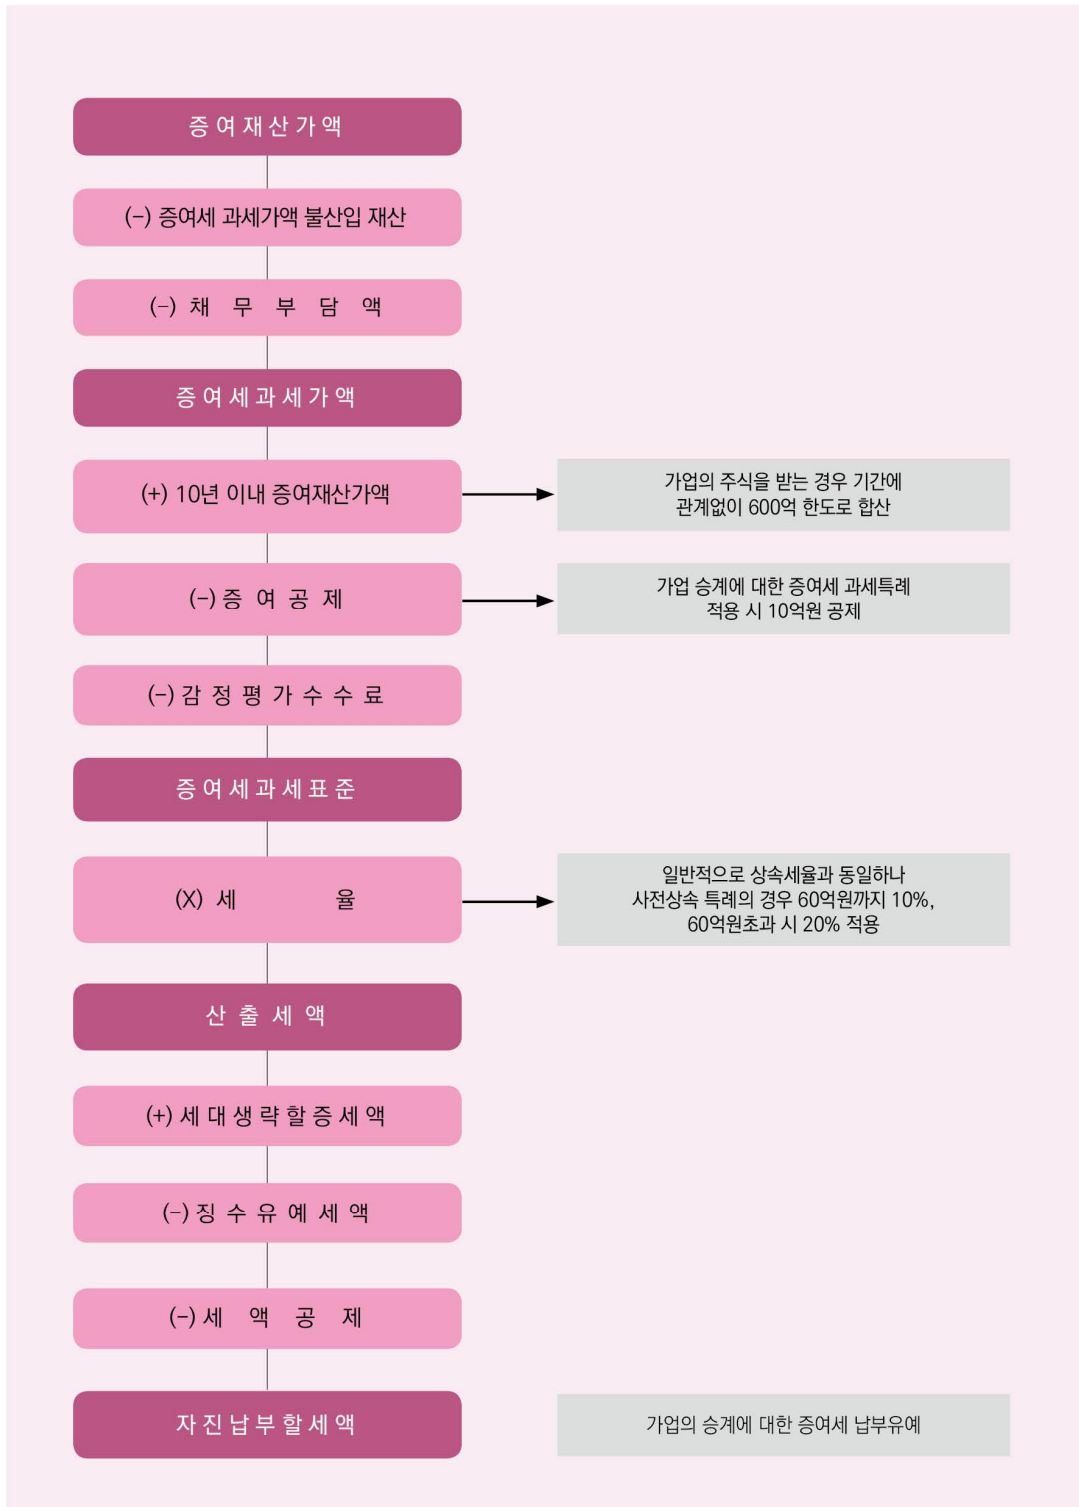 증여재산가액
(-) 증여세 과세가액 불산입 재산
(-) 채 무 부 담 액
증여세과세가액
(+) 10년 이내 증여재산가액
가업의 주식을 받는 경우 기간에
관계없이 600억 한도로 합산
(-) 증 여 공 제
가업 승계에 대한 증여세 과세특례
적용 시 10억원 공제
(-) 감정평가수수료
증여세과세표준
(X) 세 율
일반적으로 상속세율과 동일하나
사전상속 특례의 경우 60억원까지 10%,
60억원초과 시 20% 적용
산출세액
(+) 세대생략할증세액
(-) 징수유예세액
(-) 세 액 공 제
자진납부할세액
가업의 승계에 대한 증여세 납부유예